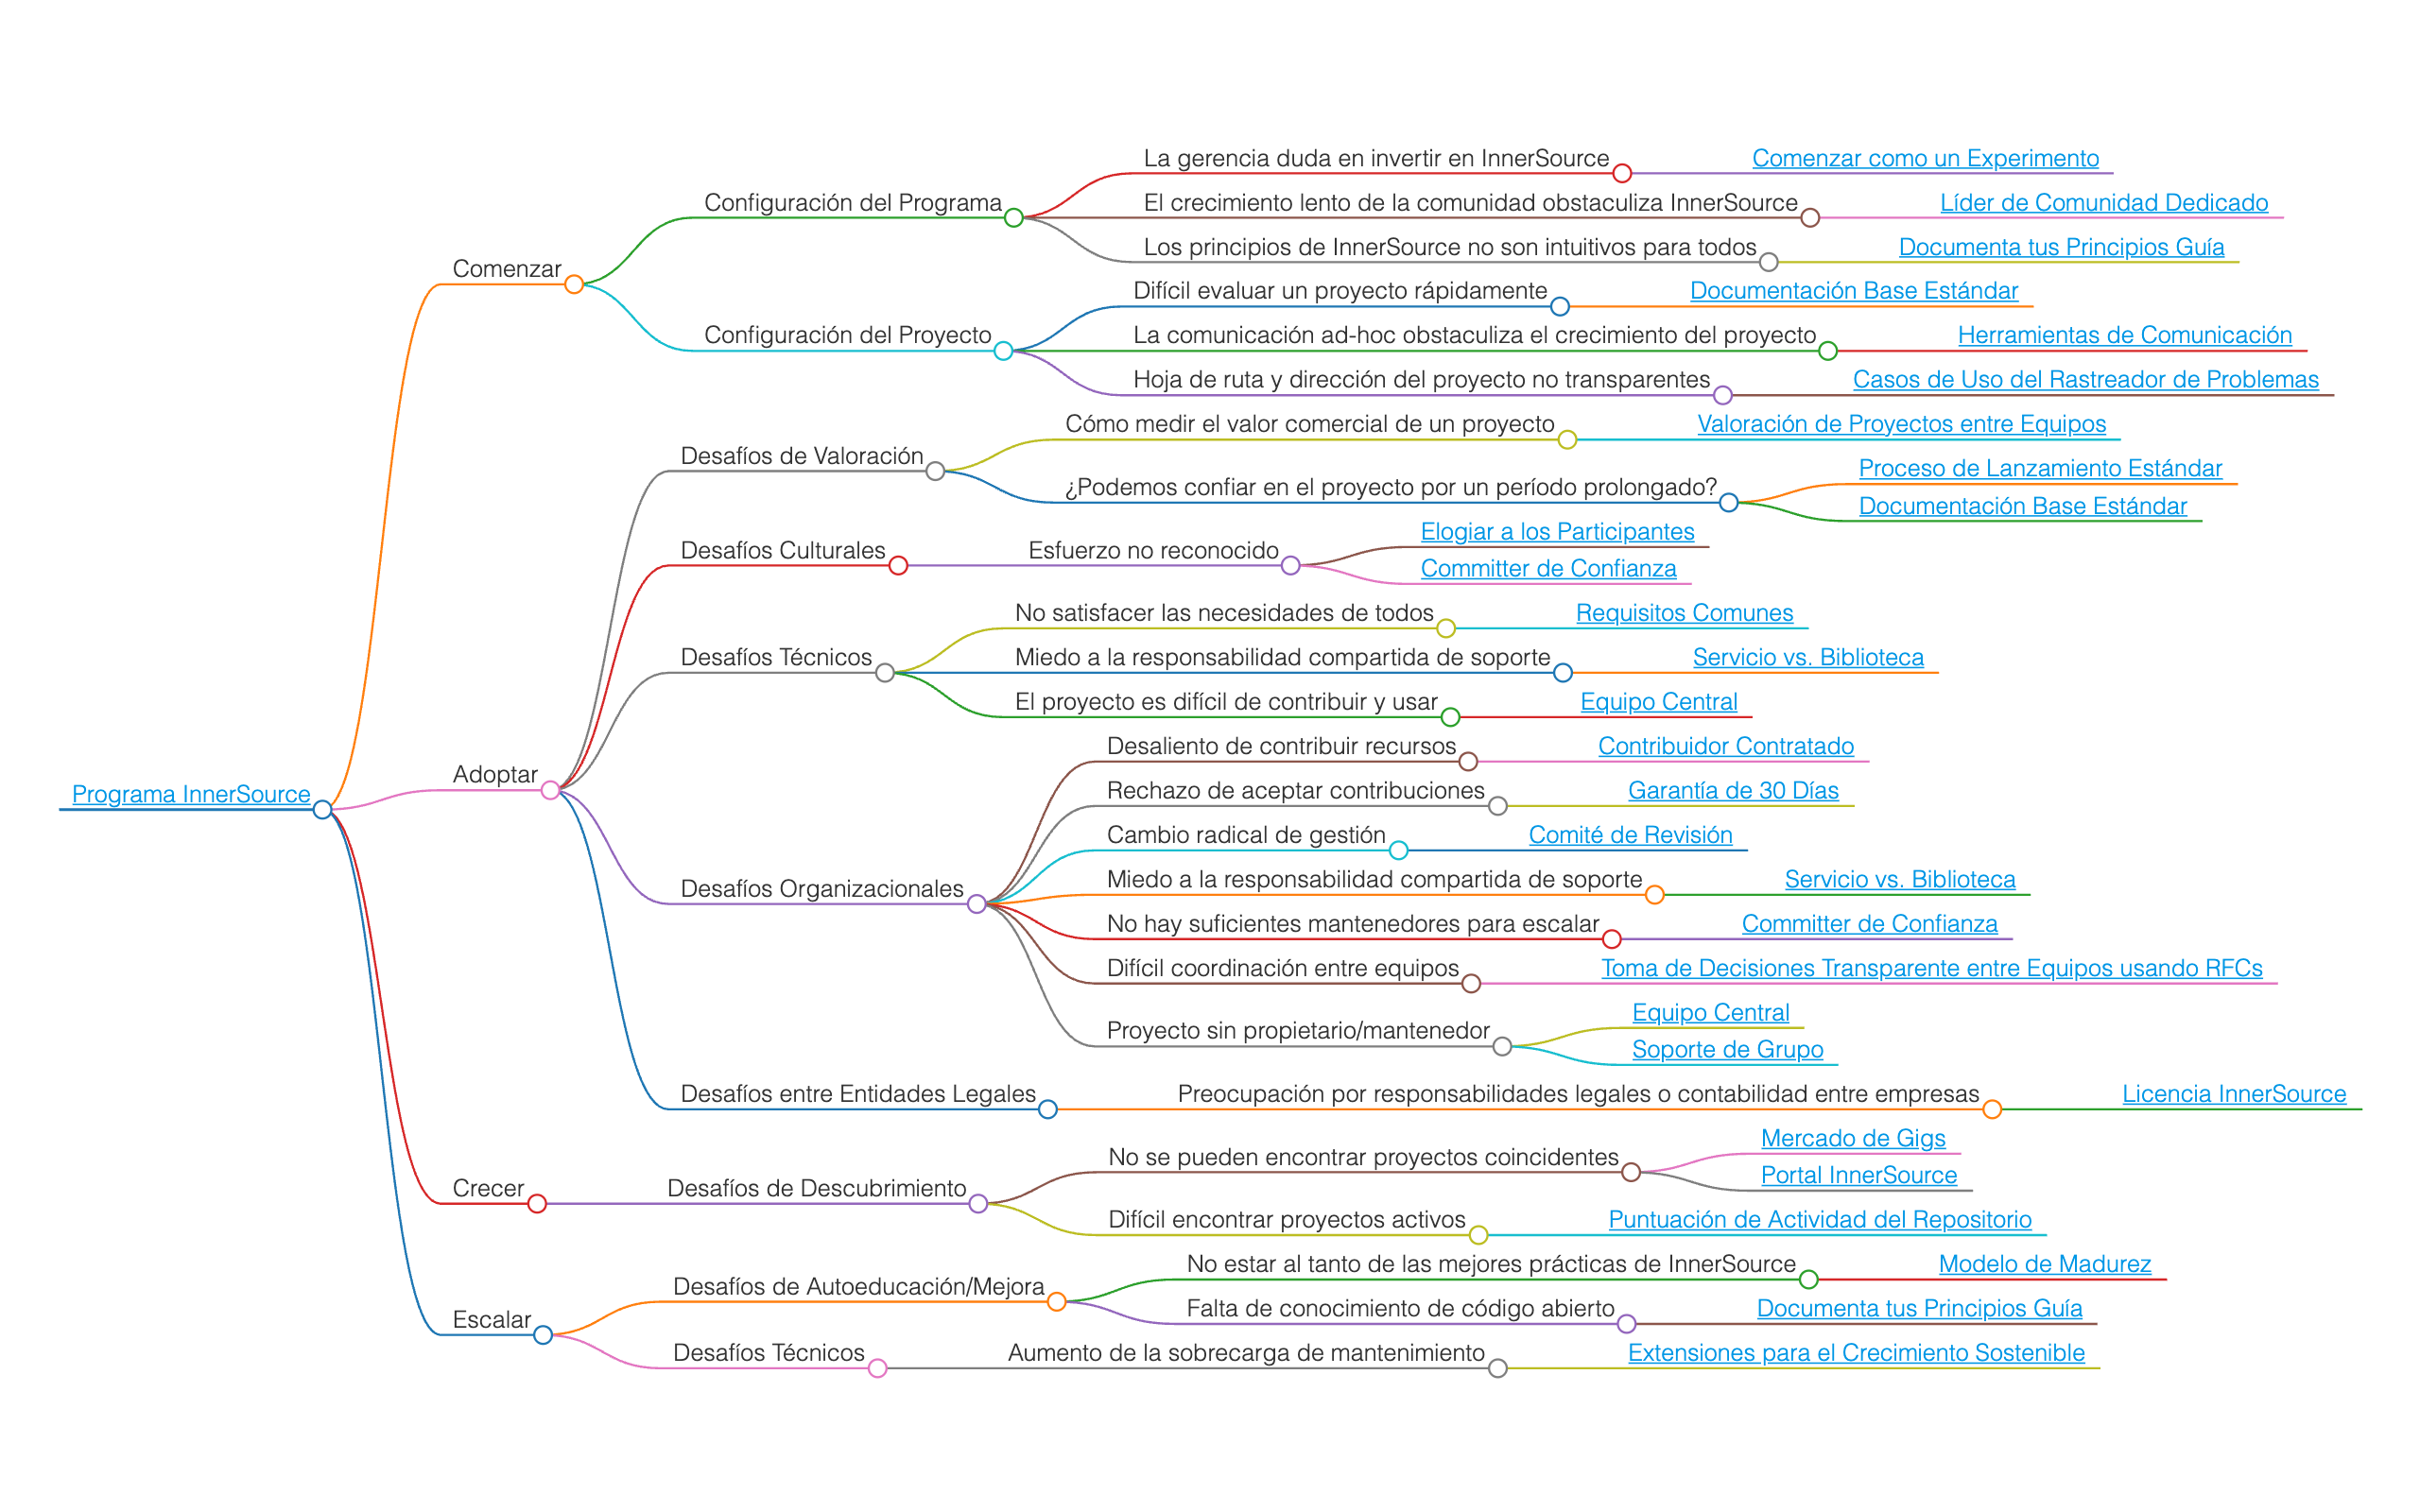 La gerencia duda en invertir en InnerSource
Comenzar como un Experimento
Configuración del Programa
El crecimiento lento de la comunidad obstaculiza InnerSource
Líder de Comunidad Dedicado
Los principios de InnerSource no son intuitivos para todos
Documenta tus Principios Guía
Comenzar
Difícil evaluar un proyecto rápidamente
Documentación Base Estándar
Configuración del Proyecto
La comunicación ad-hoc obstaculiza el crecimiento del proyecto
Herramientas de Comunicación
Hoja de ruta y dirección del proyecto no transparentes
Casos de Uso del Rastreador de Problemas
Cómo medir el valor comercial de un proyecto
Valoración de Proyectos entre Equipos
Desafíos de Valoración
Proceso de Lanzamiento Estándar
¿Podemos confiar en el proyecto por un período prolongado?
Documentación Base Estándar
Elogiar a los Participantes
Desafíos Culturales
Esfuerzo no reconocido
Committer de Confianza
No satisfacer las necesidades de todos
Requisitos Comunes
Desafíos Técnicos
Miedo a la responsabilidad compartida de soporte
Servicio vs. Biblioteca
El proyecto es difícil de contribuir y usar
Equipo Central
Desaliento de contribuir recursos
Contribuidor Contratado
Adoptar
Programa InnerSource
Rechazo de aceptar contribuciones
Garantía de 30 Días
Cambio radical de gestión
Comité de Revisión
Desafíos Organizacionales
Miedo a la responsabilidad compartida de soporte
Servicio vs. Biblioteca
No hay suficientes mantenedores para escalar
Committer de Confianza
Difícil coordinación entre equipos
Toma de Decisiones Transparente entre Equipos usando RFCs
Equipo Central
Proyecto sin propietario/mantenedor
Soporte de Grupo
Desafíos entre Entidades Legales
Preocupación por responsabilidades legales o contabilidad entre empresas
Licencia InnerSource
Mercado de Gigs
No se pueden encontrar proyectos coincidentes
Portal InnerSource
Crecer
Desafíos de Descubrimiento
Difícil encontrar proyectos activos
Puntuación de Actividad del Repositorio
No estar al tanto de las mejores prácticas de InnerSource
Modelo de Madurez
Desafíos de Autoeducación/Mejora
Falta de conocimiento de código abierto
Documenta tus Principios Guía
Escalar
Desafíos Técnicos
Aumento de la sobrecarga de mantenimiento
Extensiones para el Crecimiento Sostenible